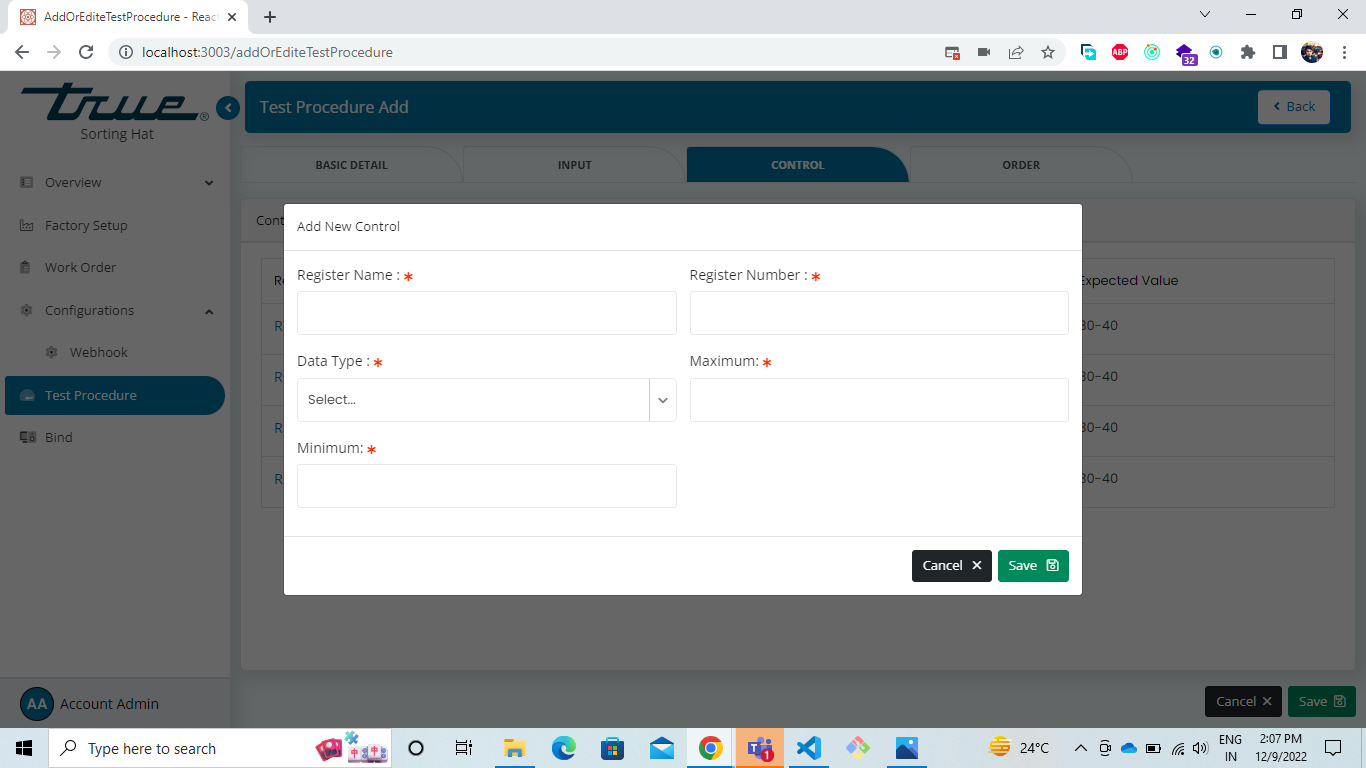 AddOrEditeTestProcedure - Reac
localhost:3003/addOrEditeTestProcedure
ABP
32
true®
Sorting Hat
Test Procedure Add
Back
BASIC DETAIL
INPUT
CONTROL
ORDER
Overview
Factory Setup
Work Order
Configurations
Webhook
Test Procedure
Bind
Cont
Add New Control
Register Name : *
Register Number : *
Data Type : *
Maximum: *
Select...
Minimum: *
Cancel
Save
Expected Value
30-40
30-40
30-40
30-40
AA Account Admin
Cancel
Save
Type here to search
1
24°C
ENG
IN
2:07 PM
12/9/2022